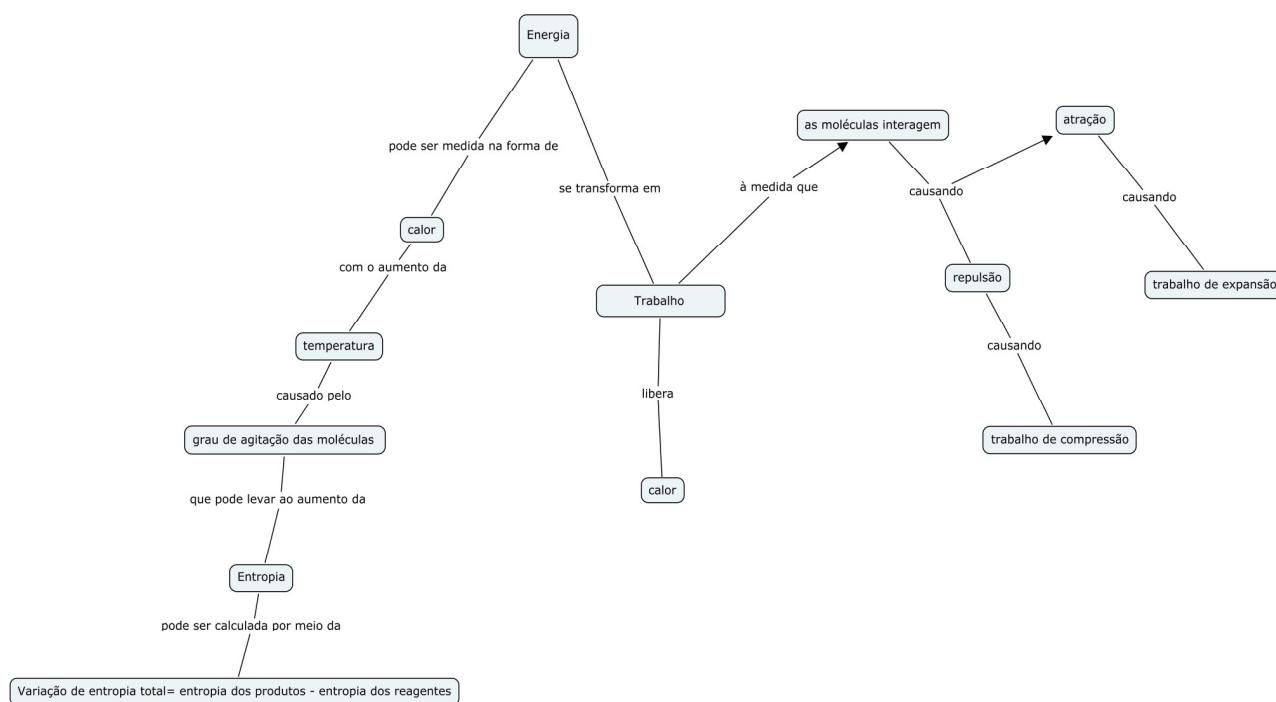 Energia
pode ser medida na forma de
calor
com o aumento da
temperatura
causado pelo
grau de agitação das moléculas
que pode levar ao aumento da
Entropia
pode ser calculada por meio da
Variação de entropia total= entropia dos produtos - entropia dos reagentes
se transforma em
Trabalho
libera
calor
à medida que
as moléculas interagem
causando
repulsão
causando
trabalho de compressão
atração
causando
trabalho de expansão